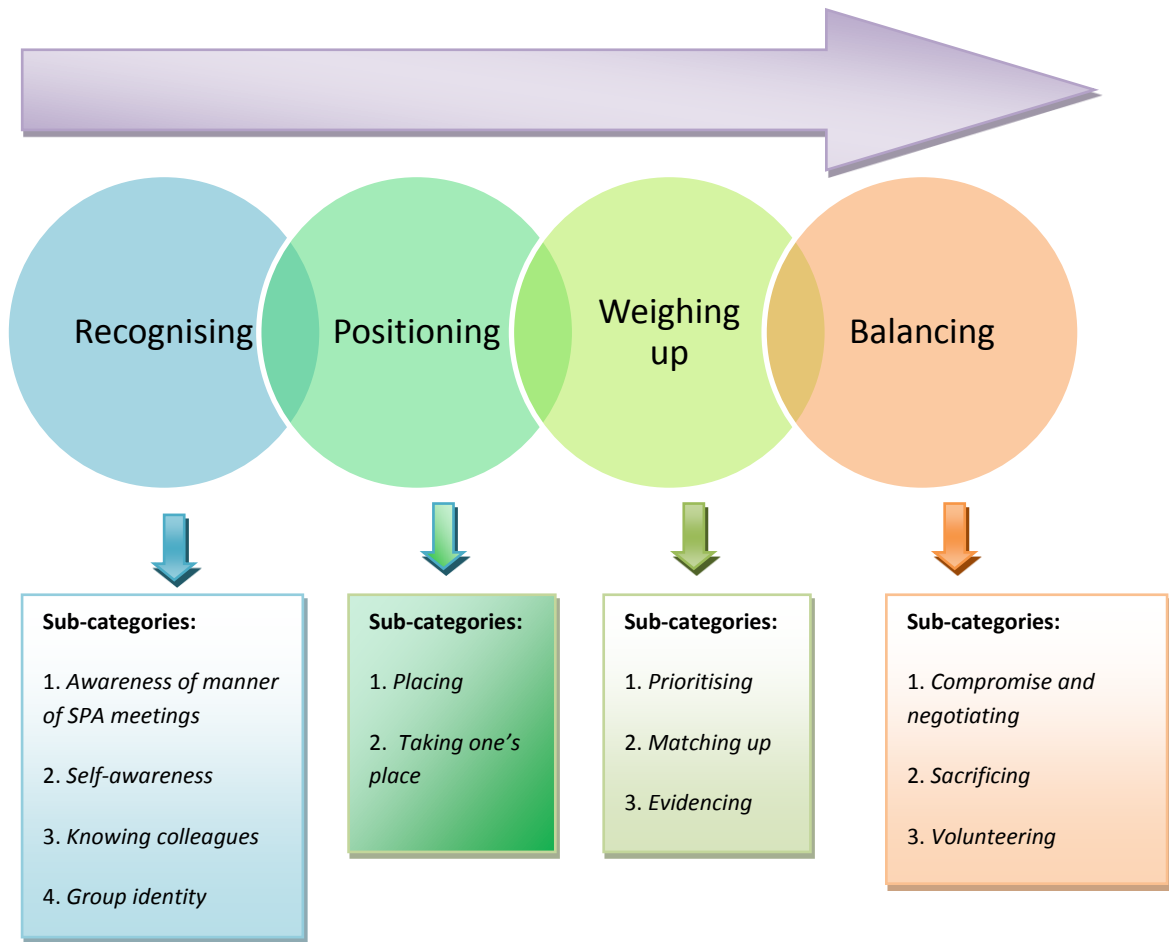 Recognising
Positioning
Weighing
up
Balancing
Sub-categories:
1. Awareness of manner
of SPA meetings
2. Self-awareness
3. Knowing colleagues
4. Group identity
Sub-categories:
1. Placing
2. Taking one’s
place
Sub-categories:
1. Prioritising
2. Matching up
3. Evidencing
Sub-categories:
1. Compromise and
negotiating
2. Sacrificing
3. Volunteering